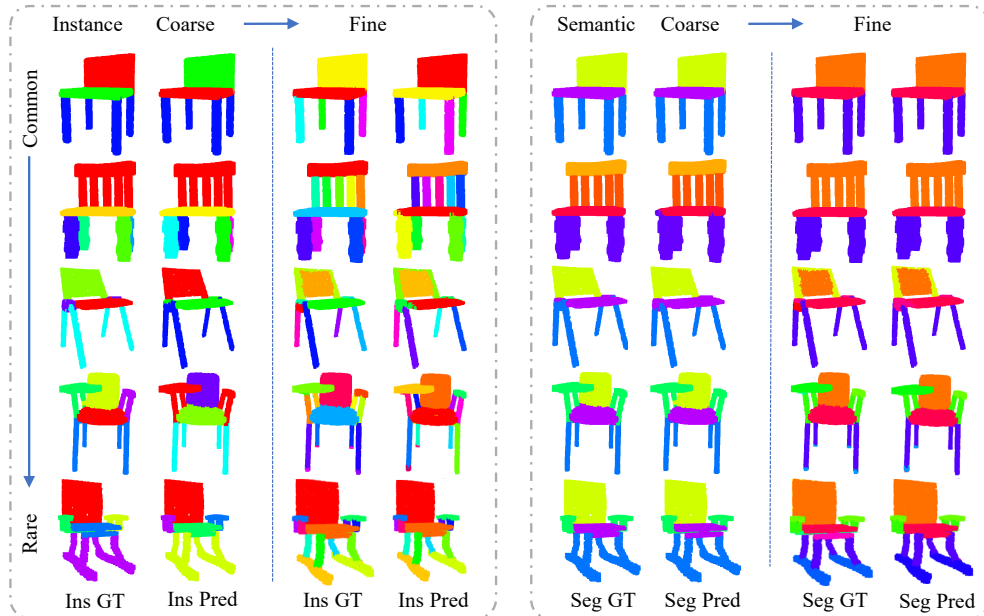 Instance Coarse Fine
Semantic Coarse Fine
Common
Rare
Ins GT Ins Pred Ins GT Ins Pred
Seg GT Seg Pred Seg GT Seg Pred